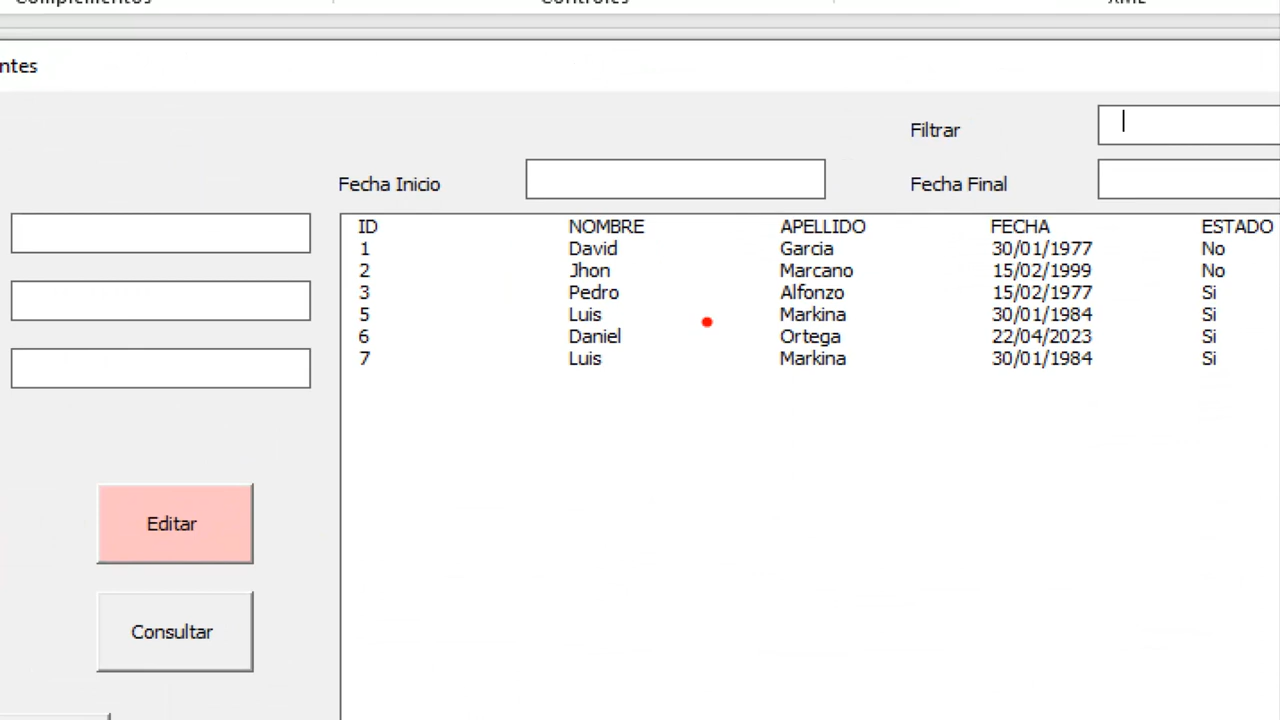 Complementos Controles XML
ntes
Filtrar
Fecha Inicio Fecha Final
ID NOMBRE APELLIDO FECHA ESTADO
1 David Garcia 30/01/1977 No
2 Jhon Marcano 15/02/1999 No
3 Pedro Alfonzo 15/02/1977 Si
5 Luis Markina 30/01/1984 Si
6 Daniel Ortega 22/04/2023 Si
7 Luis Markina 30/01/1984 Si
Editar
Consultar